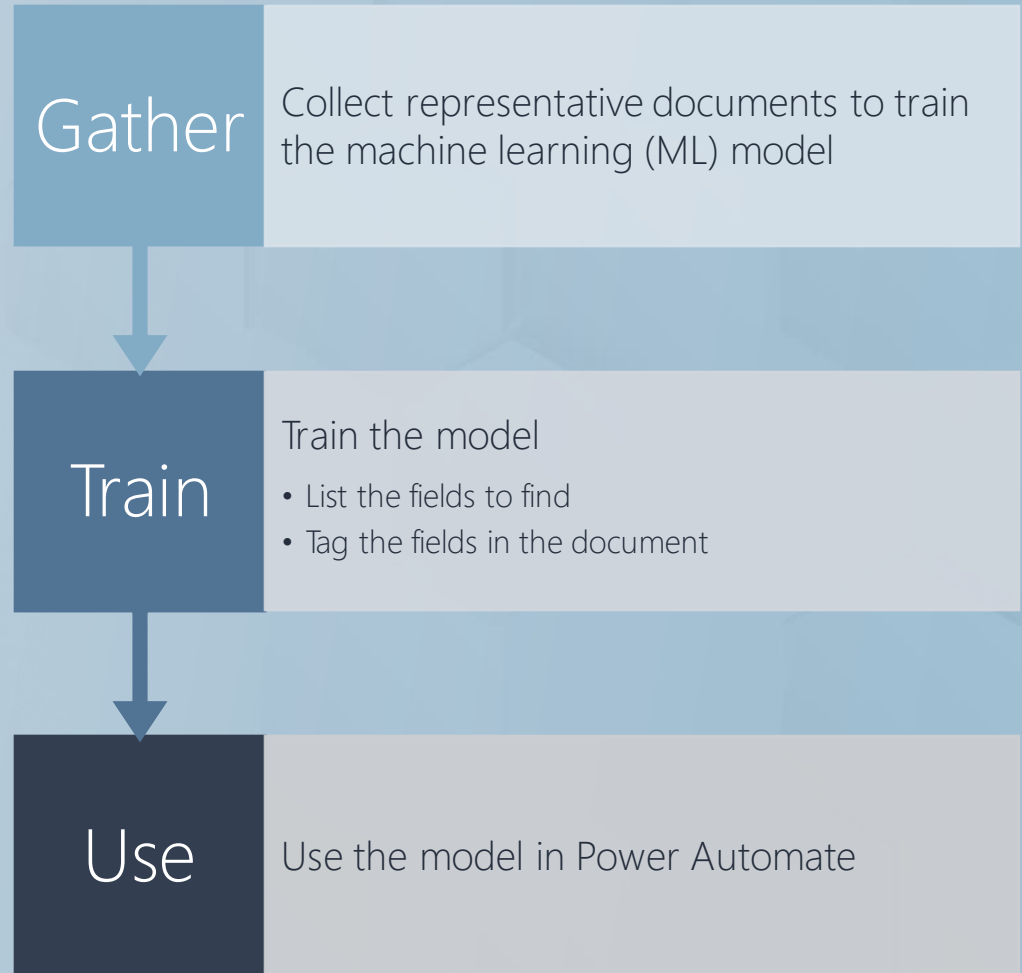 Gather
Collect representative documents to train
the machine learning (ML) model
Train
Train the model
• List the fields to find
• Tag the fields in the document
Use
Use the model in Power Automate